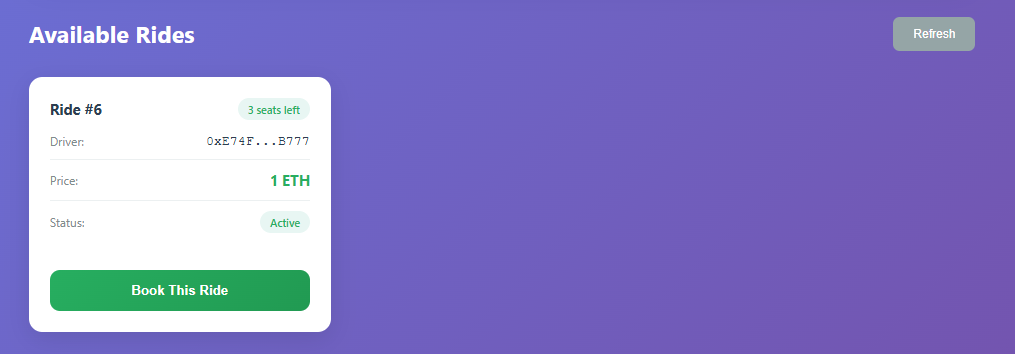 Available Rides
Refresh
Ride #6
3 seats left
Driver:
0xE74F...B777
Price:
1 ETH
Status:
Active
Book This Ride